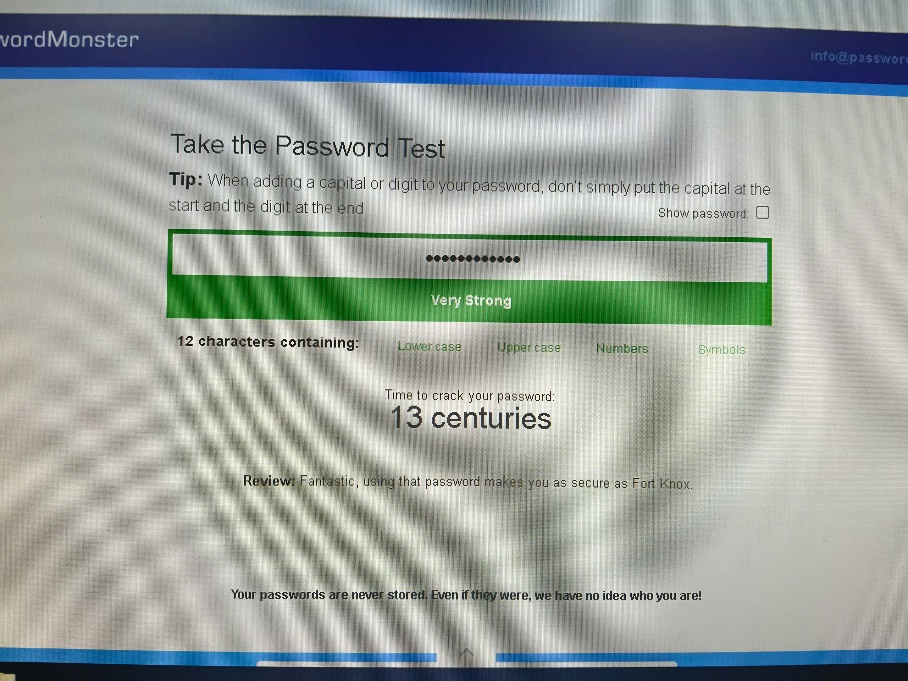 wordMonster
info@passwor
Take the Password Test
Tip: When adding a capital or digit to your password, don't simply put the capital at the
start and the digit at the end
Show password:
••••••••••••
Very Strong
12 characters containing: Lower case Upper case Numbers Symbols
Time to crack your password:
13 centuries
Review: Fantastic, using that password makes you as secure as Fort Knox.
Your passwords are never stored. Even if they were, we have no idea who you are!